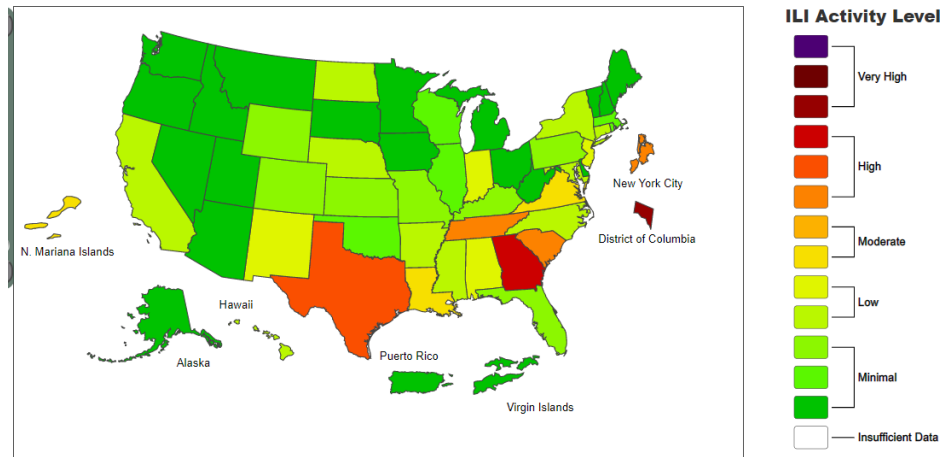 ILI Activity Level
Very High
High
Moderate
Low
Minimal
Insufficient Data
New York City
District of Columbia
N. Mariana Islands
Hawaii
Alaska
Puerto Rico
Virgin Islands